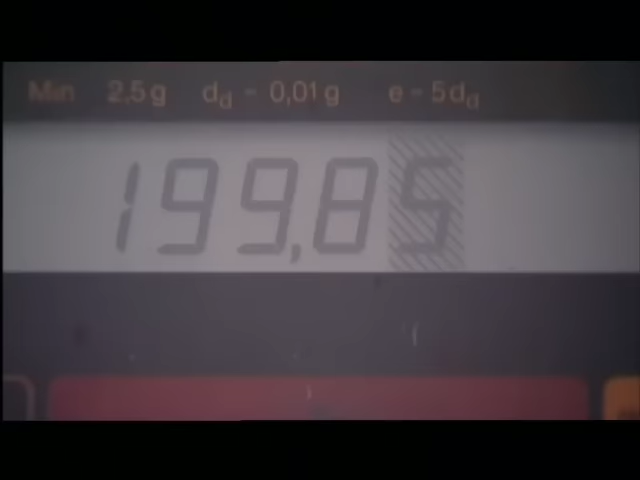 Min 2,5g d_d = 0,01g e = 5d_d
199,85